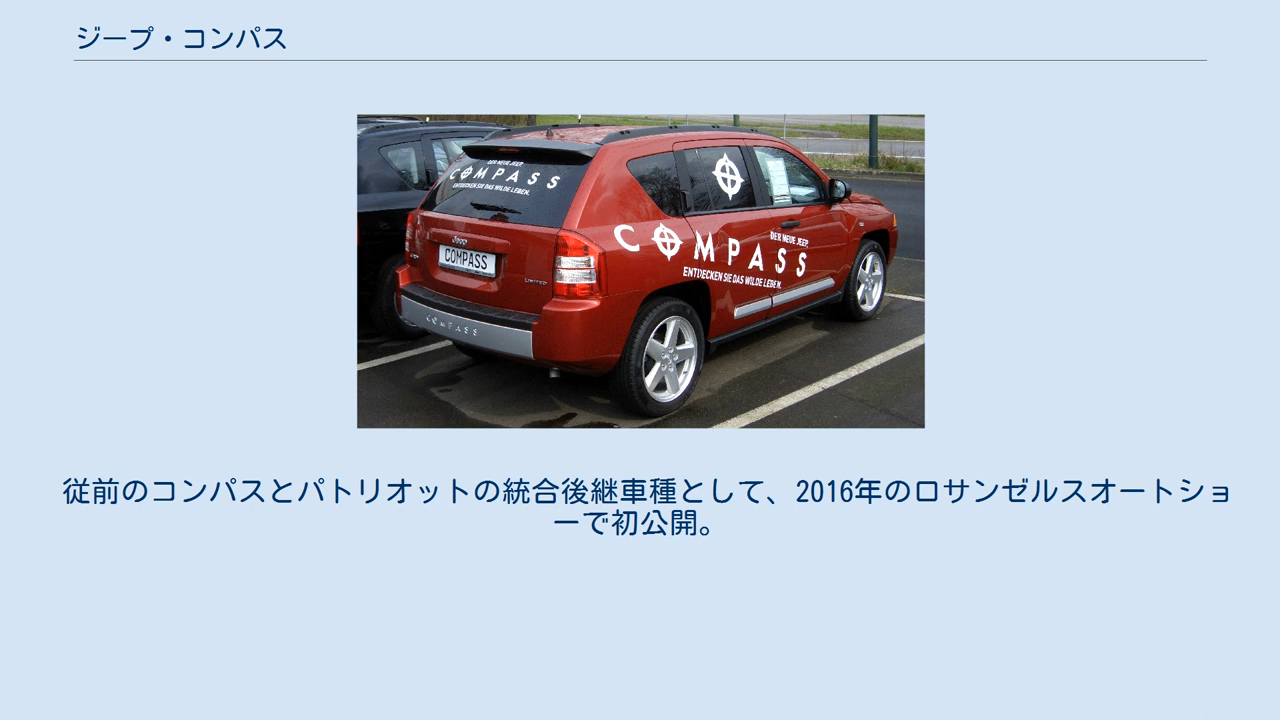 ジープ・コンパス
DER NEUE JEEP
COMPASS
ENTDECKEN SIE DAS WILDE LEBEN.
Jeep
COMPASS
LIMITED
COMPASS
DER NEUE JEEP.
COMPASS
ENTDECKEN SIE DAS WILDE LEBEN.
従前のコンパスとパトリオットの統合後継車種として、2016年のロサンゼルスオートショ
ーで初公開。